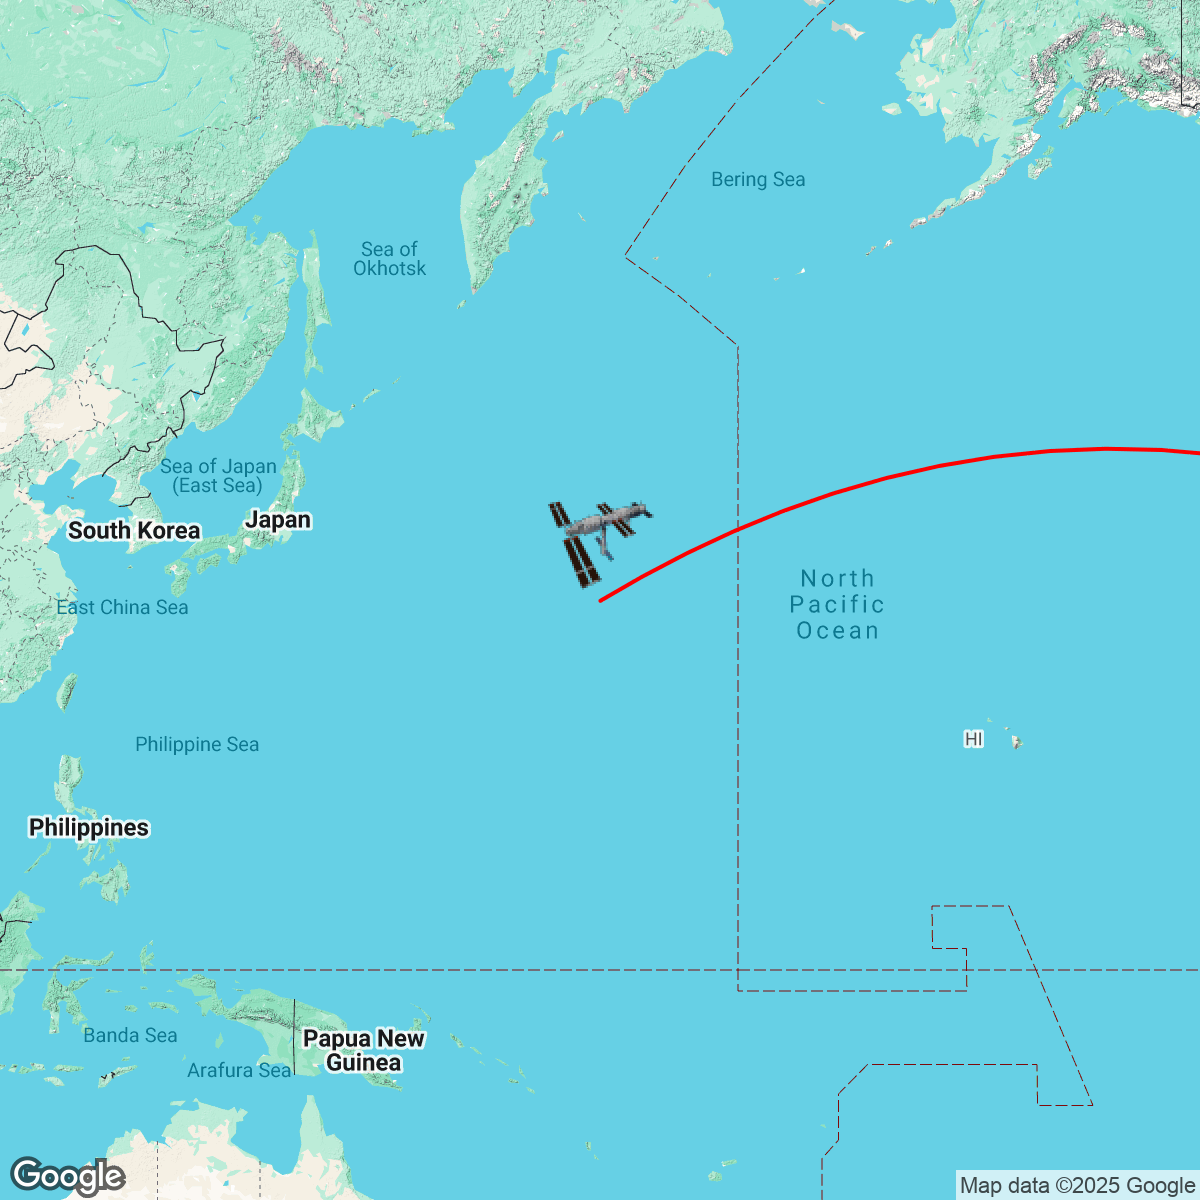 Bering Sea
Sea of
Okhotsk
Sea of Japan
(East Sea)
South Korea
Japan
East China Sea
North
Pacific
Ocean
Philippine Sea
HI
Philippines
Banda Sea
Papua New
Guinea
Arafura Sea
Google
Map data ©2025 Google